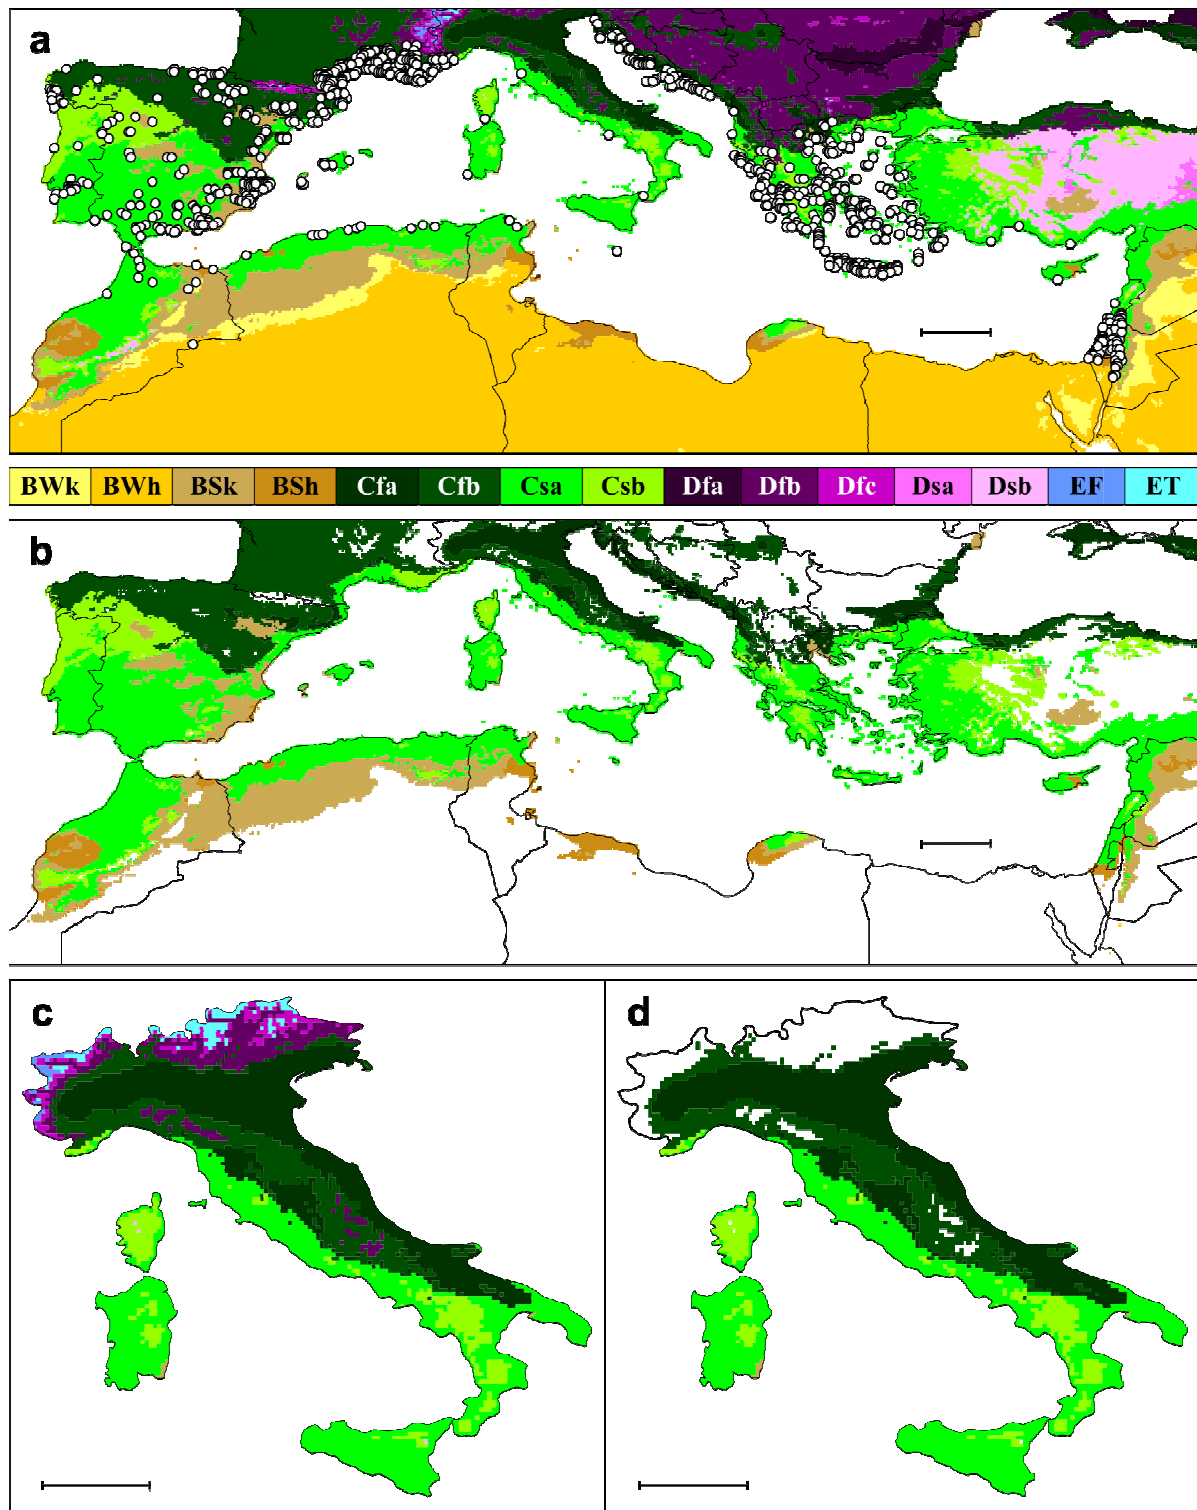 a
BWk BWh BSk BSh Cfa Cfb Csa Csb Dfa Dfb Dfc Dsa Dsb EF ET
b
c d